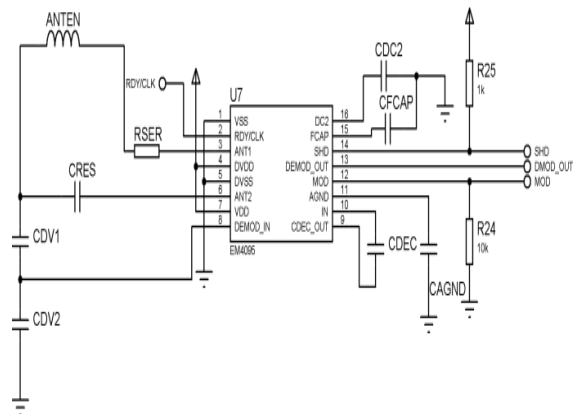 ANTEN
RDY/CLK
RSER
CRES
CDV1
CDV2
U7
1 VSS
2 RDY/CLK
3 ANT1
4 DVDD
5 DVSS
6 ANT2
7 VDD
8 DEMOD_IN
DC2 16
FCAP 15
SHD 14
DEMOD_OUT 13
MOD 12
AGND 11
IN 10
CDEC_OUT 9
EM4095
CDC2
CFCAP
R25
1k
SHD
DMOD_OUT
MOD
R24
10k
CDEC
CAGND